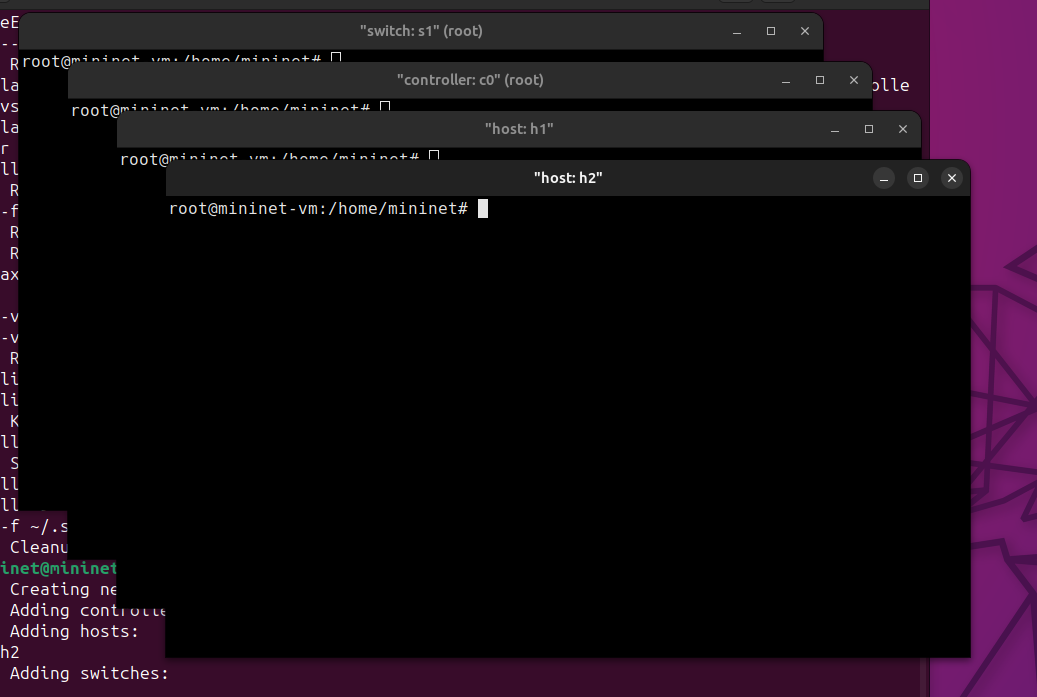 "switch: s1" (root)
root@mininet-vm:/home/mininet#
"controller: c0" (root)
root@mininet-vm:/home/mininet#
"host: h1"
root@mininet-vm:/home/mininet#
"host: h2"
root@mininet-vm:/home/mininet#
eE
--
R
la
olle
vs
la
r
ll
R
-f
R
R
ax
-v
-v
R
li
li
K
ll
S
ll
ll
-f ~/.s
Cleanu
inet@mininet
Creating ne
Adding controlle
Adding hosts:
h2
Adding switches: